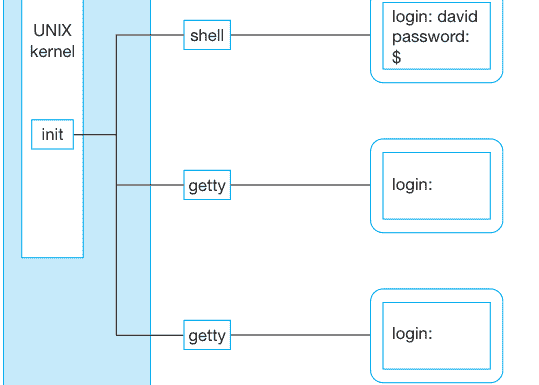 UNIX
kernel
init
shell
login: david
password:
$
getty
login:
getty
login: